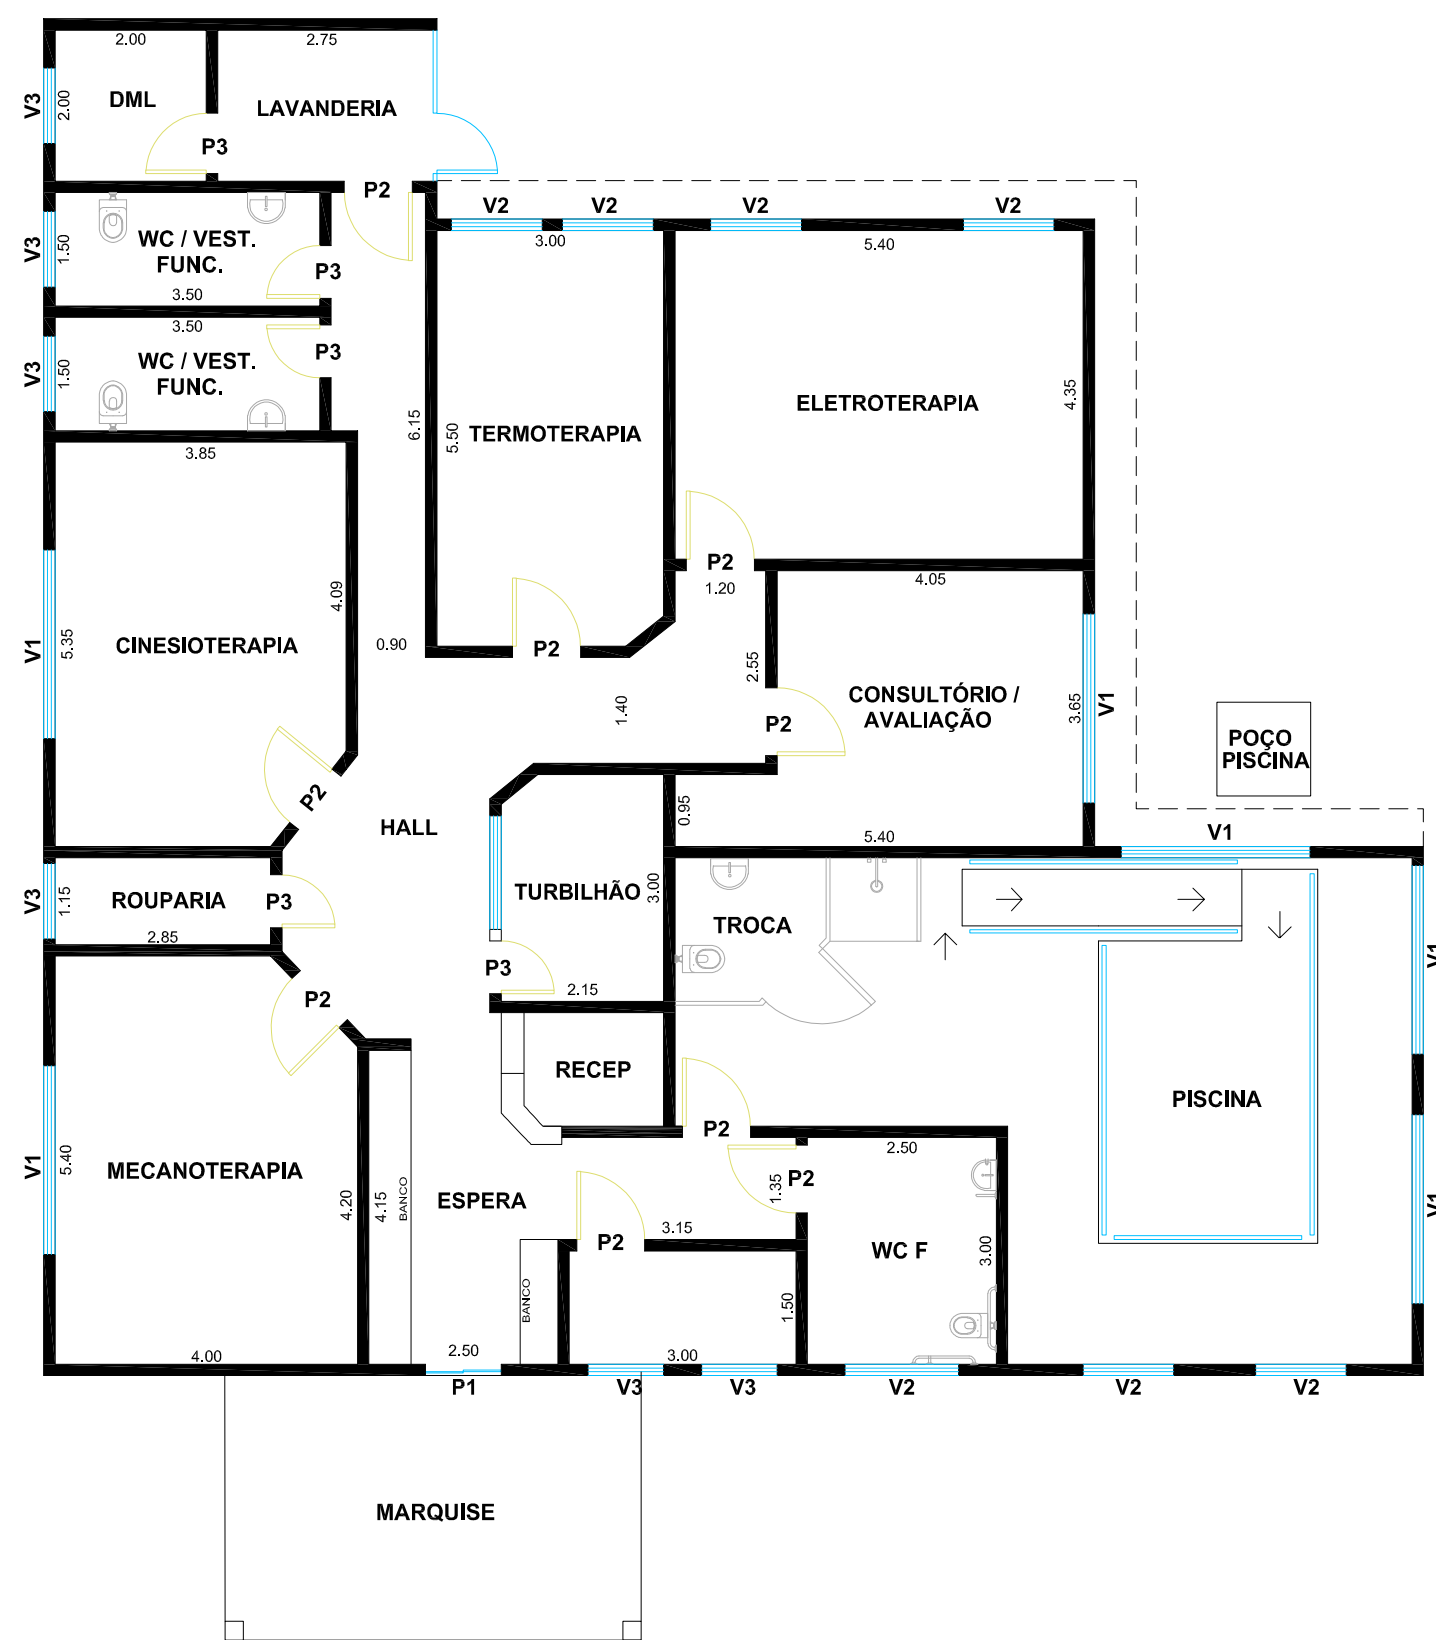 2.00
2.75
V3
2.00
DML
LAVANDERIA
P3
P2
V2
V2
V2
V2
V3
1.50
WC / VEST.
FUNC.
P3
3.00
5.40
3.50
3.50
V3
1.50
WC / VEST.
FUNC.
P3
6.15
5.50
TERMOTERAPIA
ELETROTERAPIA
4.35
3.85
P2
1.20
4.05
4.09
V1
5.35
CINESIOTERAPIA
0.90
P2
2.55
CONSULTÓRIO /
AVALIAÇÃO
3.65
V1
1.40
P2
POÇO
PISCINA
P2
HALL
0.95
5.40
V1
V3
1.15
ROUPARIA
P3
TURBILHÃO
3.00
TROCA
2.85
P3
V1
P2
2.15
RECEP
PISCINA
P2
V1
5.40
MECANOTERAPIA
4.20
4.15
BANCO
ESPERA
1.35
P2
2.50
V1
3.15
P2
WC F
3.00
BANCO
1.50
4.00
2.50
3.00
P1
V3
V3
V2
V2
V2
MARQUISE